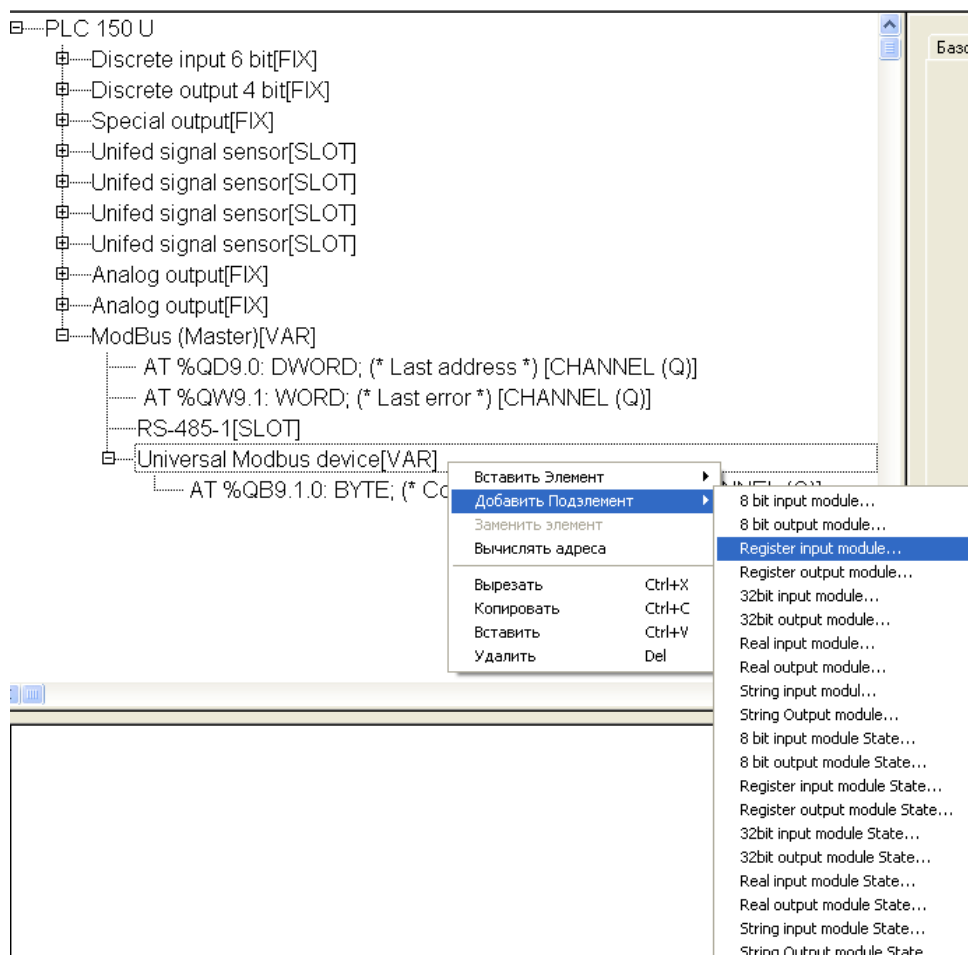 PLC 150 U
Базо
Discrete input 6 bit[FIX]
Discrete output 4 bit[FIX]
Special output[FIX]
Unifed signal sensor[SLOT]
Unifed signal sensor[SLOT]
Unifed signal sensor[SLOT]
Unifed signal sensor[SLOT]
Analog output[FIX]
Analog output[FIX]
ModBus (Master)[VAR]
AT %QD9.0: DWORD; (* Last address *) [CHANNEL (Q)]
AT %QW9.1: WORD; (* Last error *) [CHANNEL (Q)]
RS-485-1[SLOT]
Universal Modbus device[VAR]
AT %QB9.1.0: BYTE; (* Co
Вставить Элемент
Добавить Подэлемент
Заменить элемент
Вычислять адреса
Вырезать Ctrl+X
Копировать Ctrl+C
Вставить Ctrl+V
Удалить Del
8 bit input module...
8 bit output module...
Register input module...
Register output module...
32bit input module...
32bit output module...
Real input module...
Real output module...
String input modul...
String Output module...
8 bit input module State...
8 bit output module State...
Register input module State...
Register output module State...
32bit input module State...
32bit output module State...
Real input module State...
Real output module State...
String input module State...
String Output module State